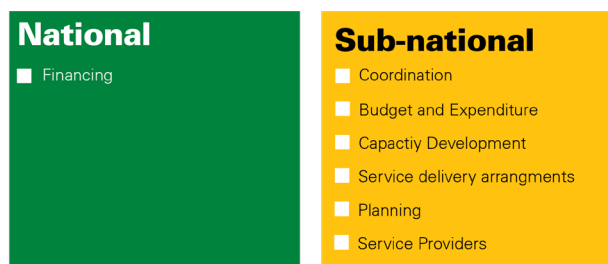 National
Financing
Sub-national
Coordination
Budget and Expenditure
Capactiy Development
Service delivery arrangments
Planning
Service Providers